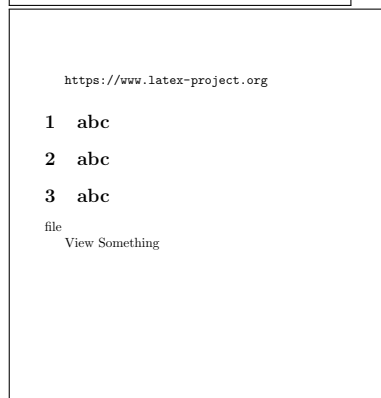 https://www.latex-project.org
1 abc
2 abc
3 abc
file
View Something